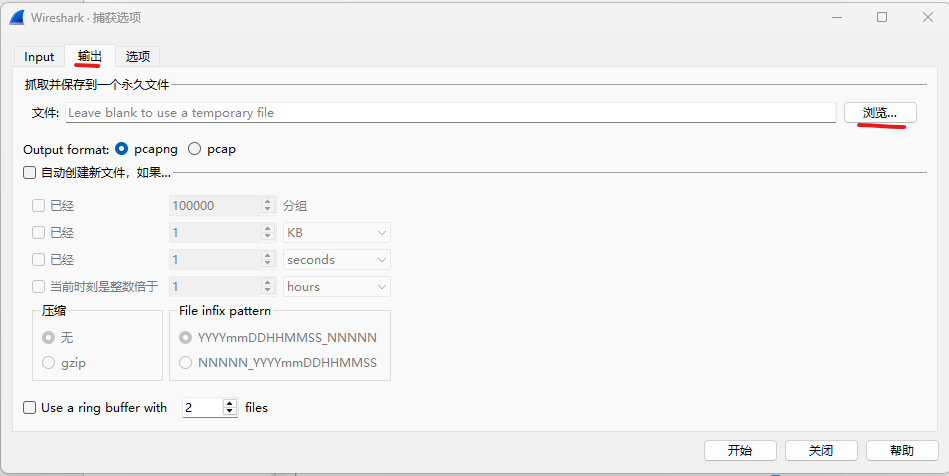 Wireshark · 捕获选项
Input 输出 选项
抓取并保存到一个永久文件
文件: Leave blank to use a temporary file 浏览...
Output format: pcapng pcap
自动创建新文件，如果...
已经 100000 分组
已经 1 KB
已经 1 seconds
当前时刻是整数倍于 1 hours
压缩 File infix pattern
无 YYYYmmDDHHMMSS_NNNNN
gzip NNNNN_YYYYmmDDHHMMSS
Use a ring buffer with 2 files
开始 关闭 帮助